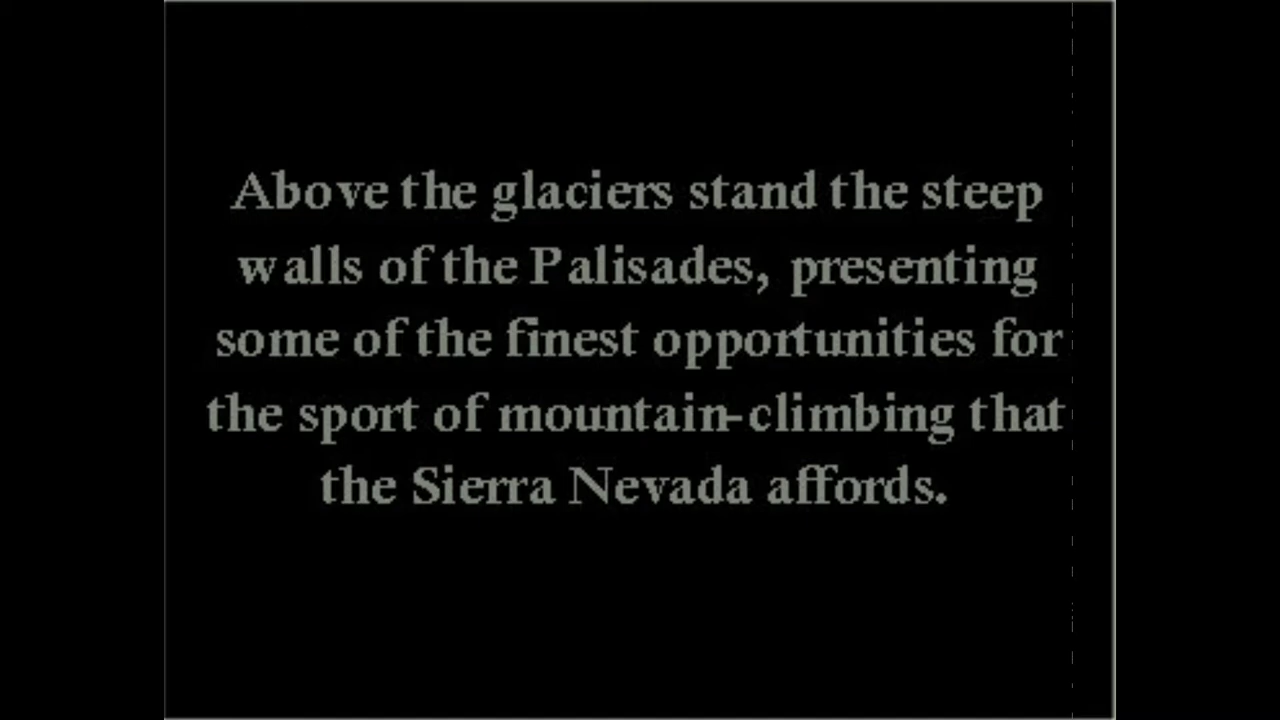 Above the glaciers stand the steep
walls of the Palisades, presenting
some of the finest opportunities for
the sport of mountain-climbing that
the Sierra Nevada affords.